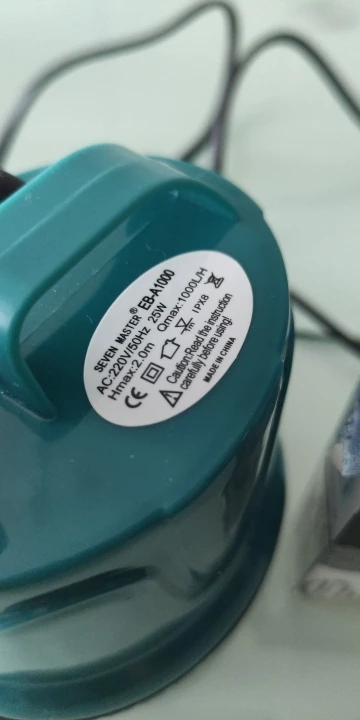 SEVEN MASTER® EB-A1000
AC:220V/50Hz 25W
Hmax:2.0m Qmax:1000L/H
CE IPX8
Caution:Read the instruction
carefully before using!
MADE IN CHINA